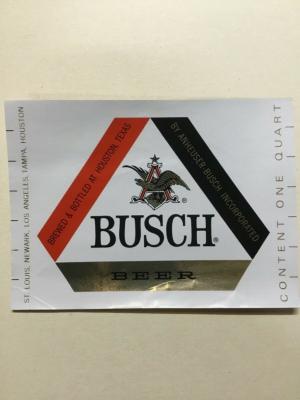 ST. LOUIS, NEWARK, LOS ANGELES, TAMPA, HOUSTON
BREWED & BOTTLED AT HOUSTON, TEXAS
BY ANHEUSER-BUSCH, INCORPORATED
A
BUSCH®
BEER
CONTENT ONE QUART